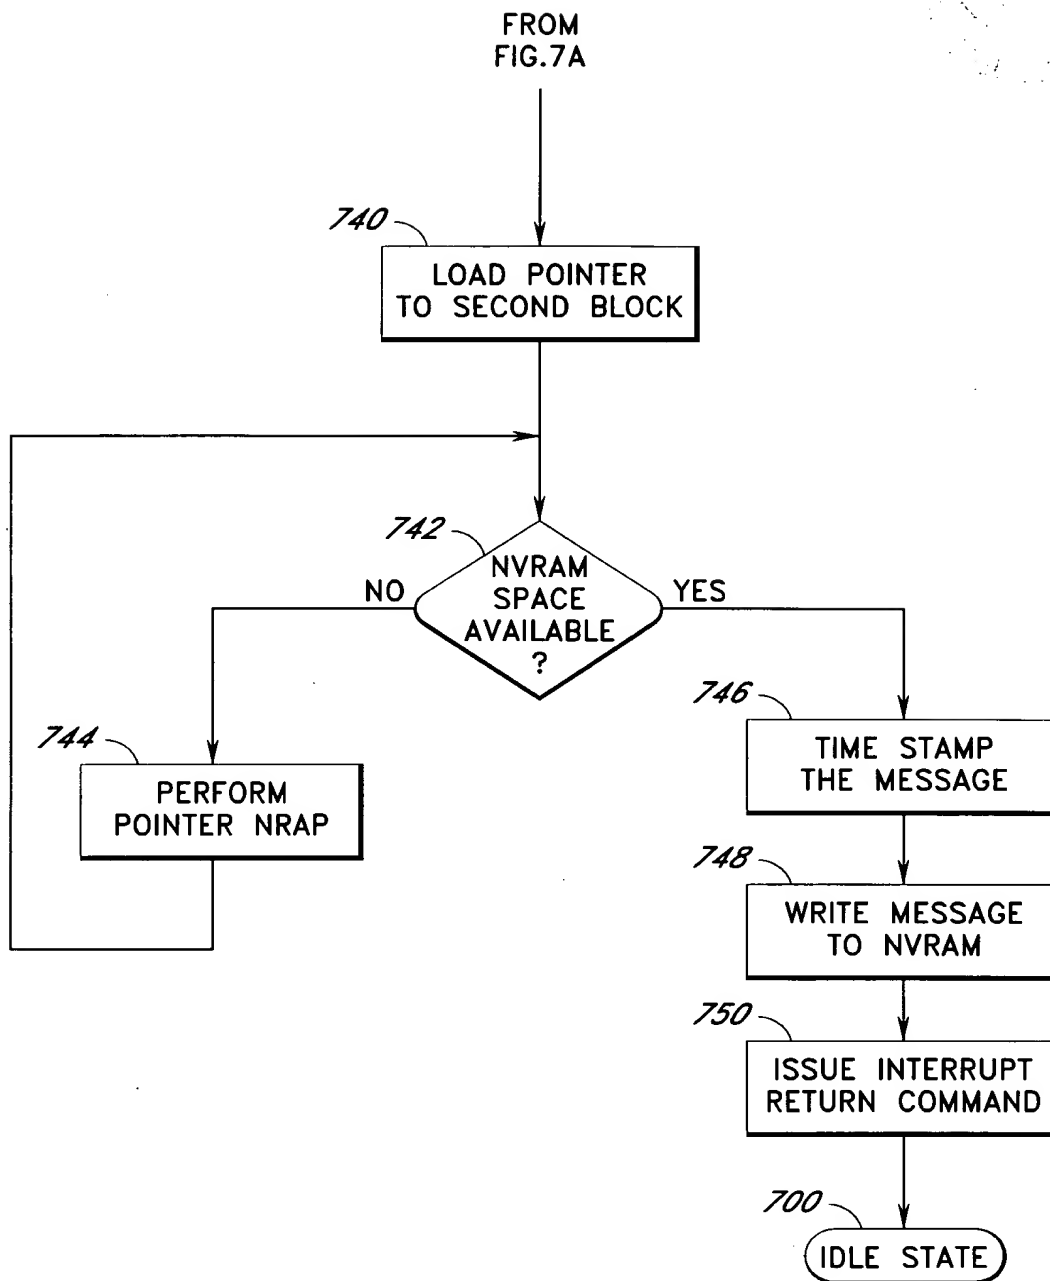 FROM
FIG.7A
740
LOAD POINTER
TO SECOND BLOCK
742
NVRAM
SPACE
AVAILABLE
?
NO
YES
744
PERFORM
POINTER NRAP
746
TIME STAMP
THE MESSAGE
748
WRITE MESSAGE
TO NVRAM
750
ISSUE INTERRUPT
RETURN COMMAND
700
IDLE STATE